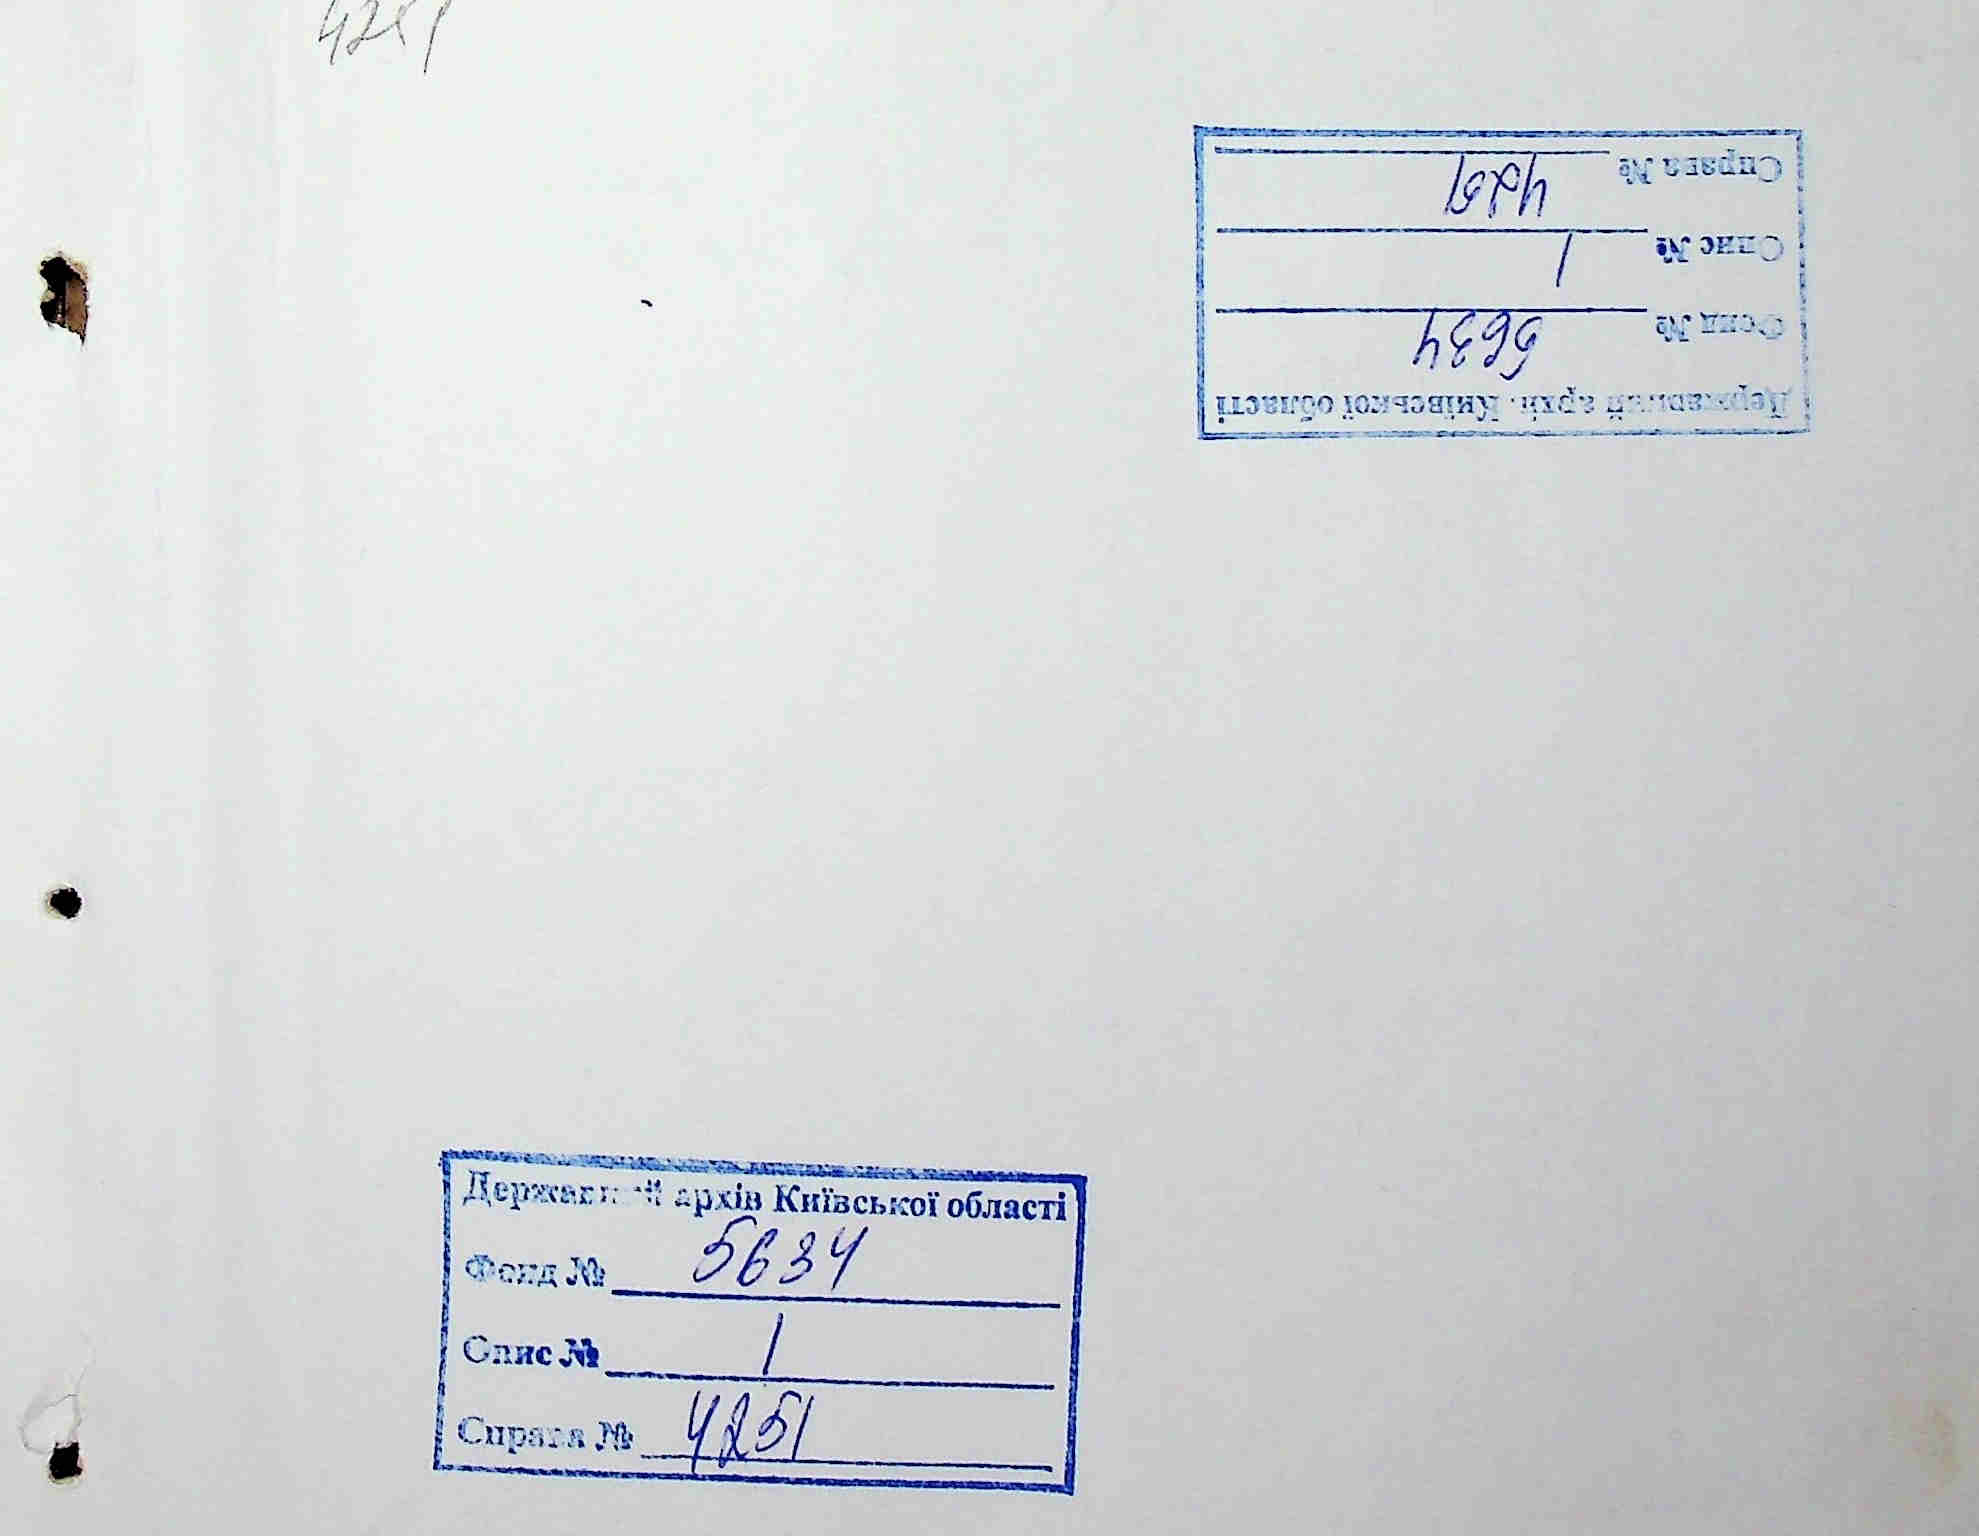 4251
Державний архів Київської області
Фонд № 5634
Опис № 1
Справа № 4251
Державний архів Київської області
Фонд № 5634
Опис № 1
Справа № 4251